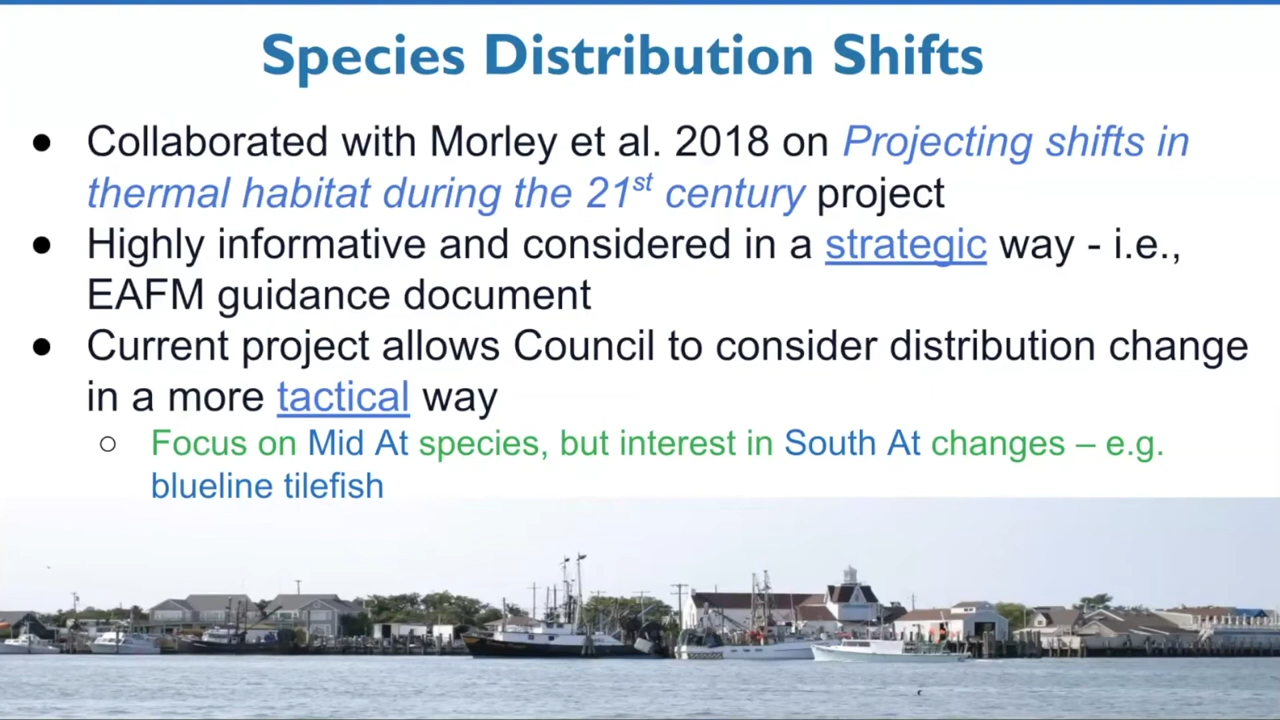 Species Distribution Shifts
● Collaborated with Morley et al. 2018 on Projecting shifts in
thermal habitat during the 21st century project
● Highly informative and considered in a strategic way - i.e.,
EAFM guidance document
● Current project allows Council to consider distribution change
in a more tactical way
○ Focus on Mid At species, but interest in South At changes – e.g.
blueline tilefish